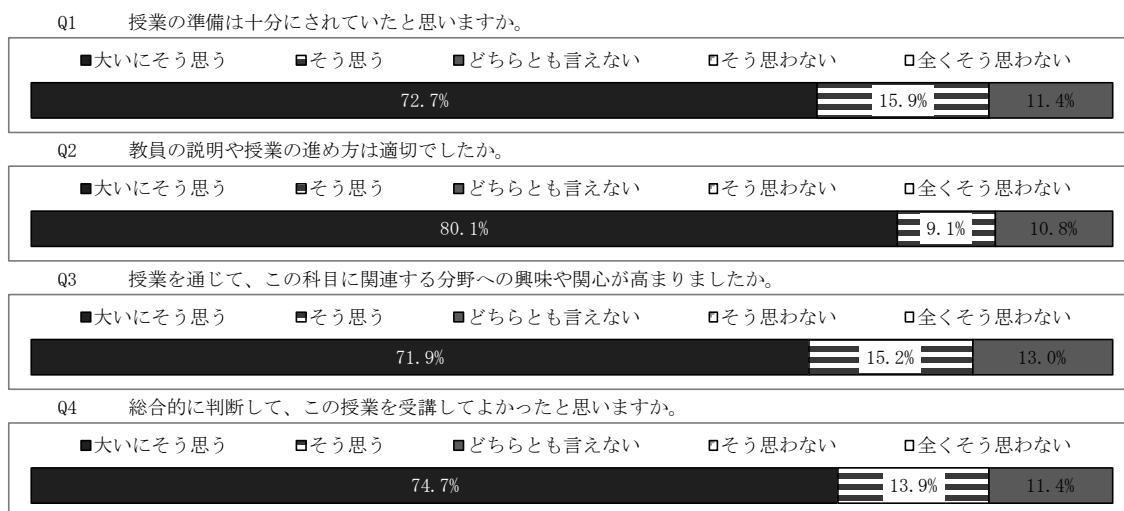 Q1 授業の準備は十分にされていたと思いますか。
■大いにそう思う ■そう思う ■どちらとも言えない □そう思わない □全くそう思わない
72.7% 15.9% 11.4%
Q2 教員の説明や授業の進め方は適切でしたか。
■大いにそう思う ■そう思う ■どちらとも言えない □そう思わない □全くそう思わない
80.1% 9.1% 10.8%
Q3 授業を通じて、この科目に関連する分野への興味や関心が高まりましたか。
■大いにそう思う ■そう思う ■どちらとも言えない □そう思わない □全くそう思わない
71.9% 15.2% 13.0%
Q4 総合的に判断して、この授業を受講してよかったと思いますか。
■大いにそう思う ■そう思う ■どちらとも言えない □そう思わない □全くそう思わない
74.7% 13.9% 11.4%